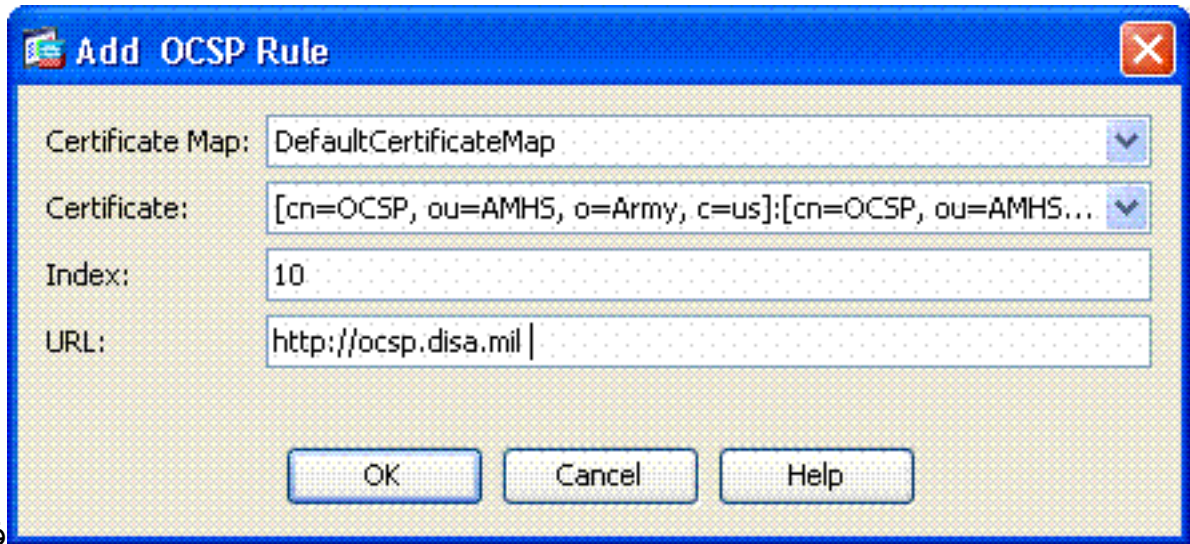 Add OCSP Rule
Certificate Map: DefaultCertificateMap
Certificate: [cn=OCSP, ou=AMHS, o=Army, c=us]:[cn=OCSP, ou=AMHS...
Index: 10
URL: http://ocsp.disa.mil
OK Cancel Help